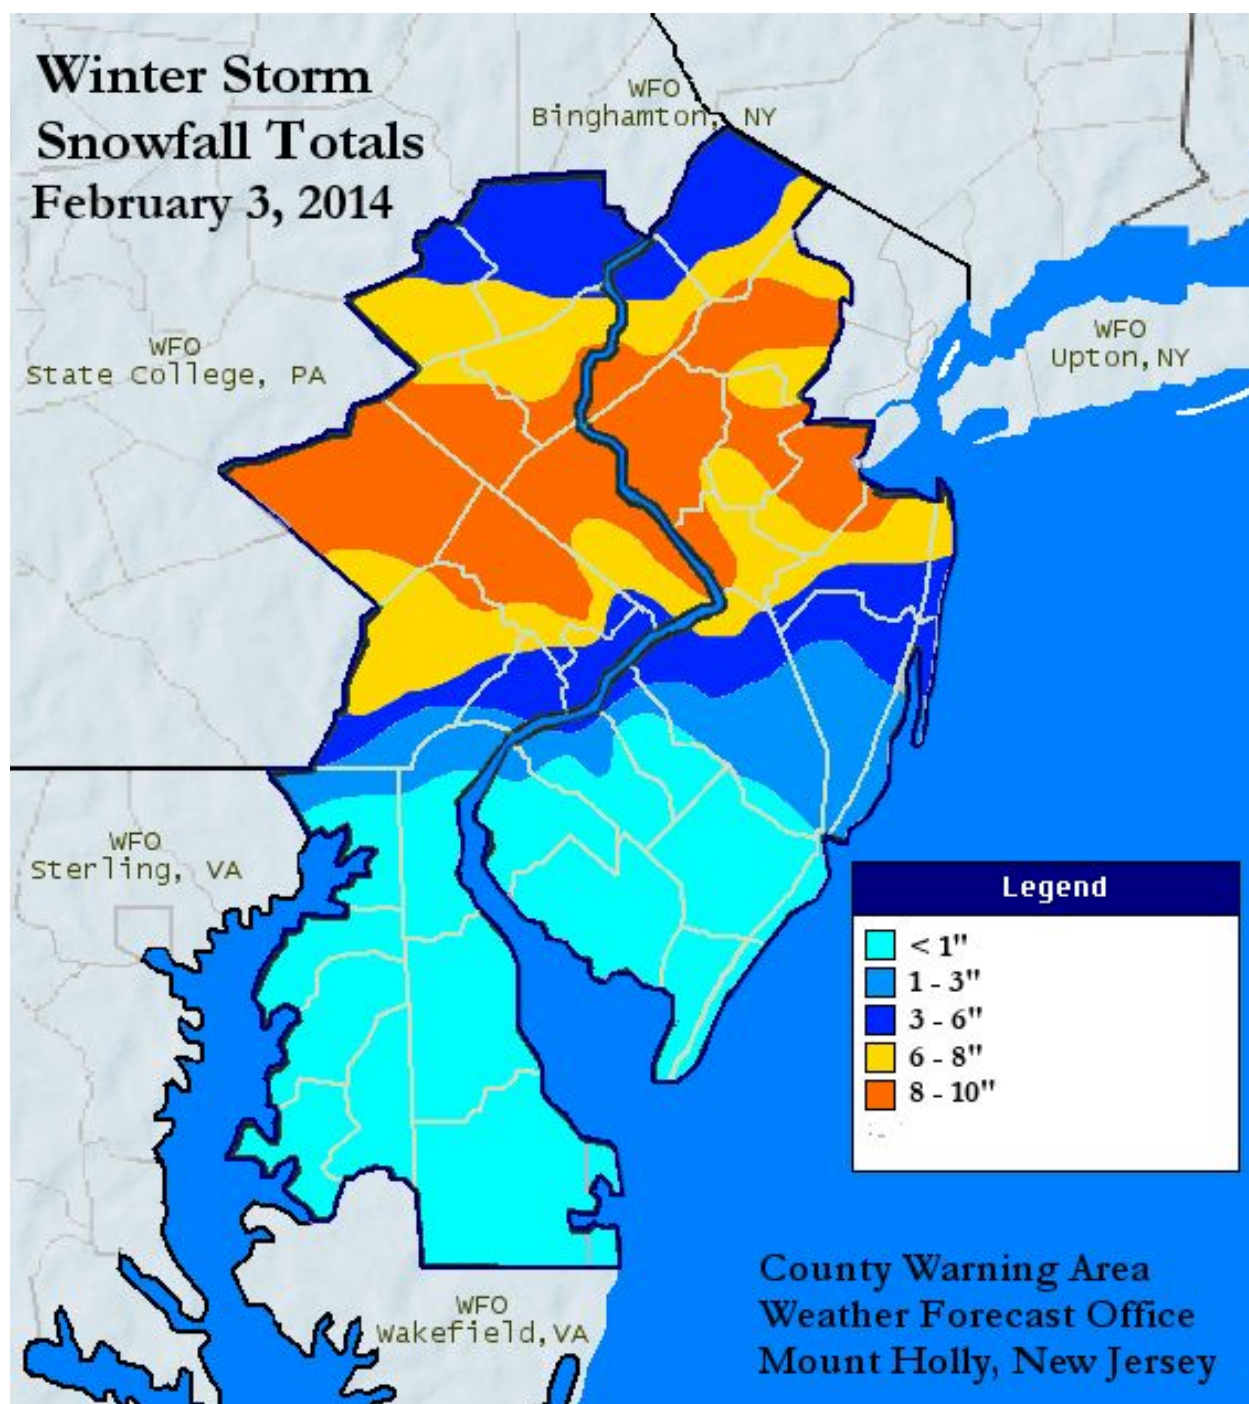 Winter Storm
Snowfall Totals
February 3, 2014
WFO
Binghamton, NY
WFO
State College, PA
WFO
Upton, NY
WFO
Sterling, VA
Legend
< 1"
1 - 3"
3 - 6"
6 - 8"
8 - 10"
WFO
Wakefield, VA
County Warning Area
Weather Forecast Office
Mount Holly, New Jersey